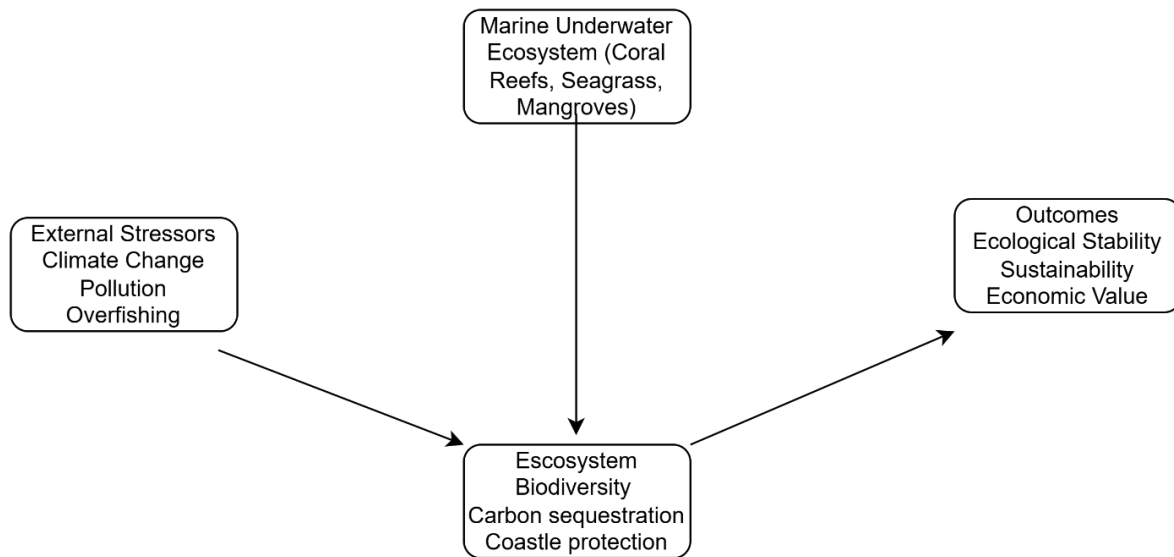 Marine Underwater
Ecosystem (Coral
Reefs, Seagrass,
Mangroves)
External Stressors
Climate Change
Pollution
Overfishing
Outcomes
Ecological Stability
Sustainability
Economic Value
Escosystem
Biodiversity
Carbon sequestration
Coastle protection